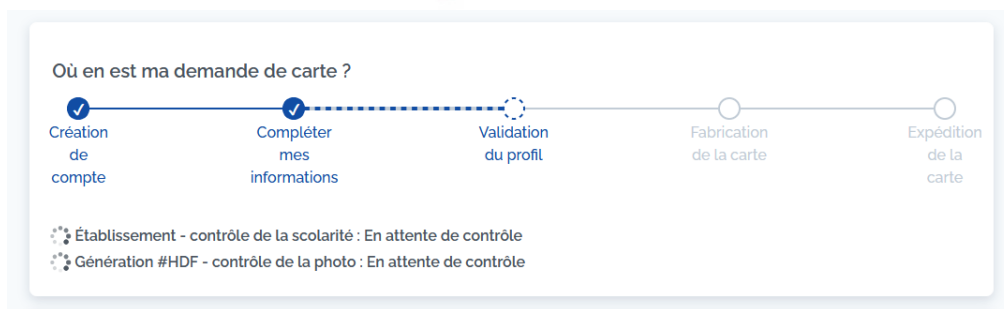 Où en est ma demande de carte ?
Création
de
compte
Compléter
mes
informations
Validation
du profil
Fabrication
de la carte
Expédition
de la
carte
Établissement - contrôle de la scolarité : En attente de contrôle
Génération #HDF - contrôle de la photo : En attente de contrôle